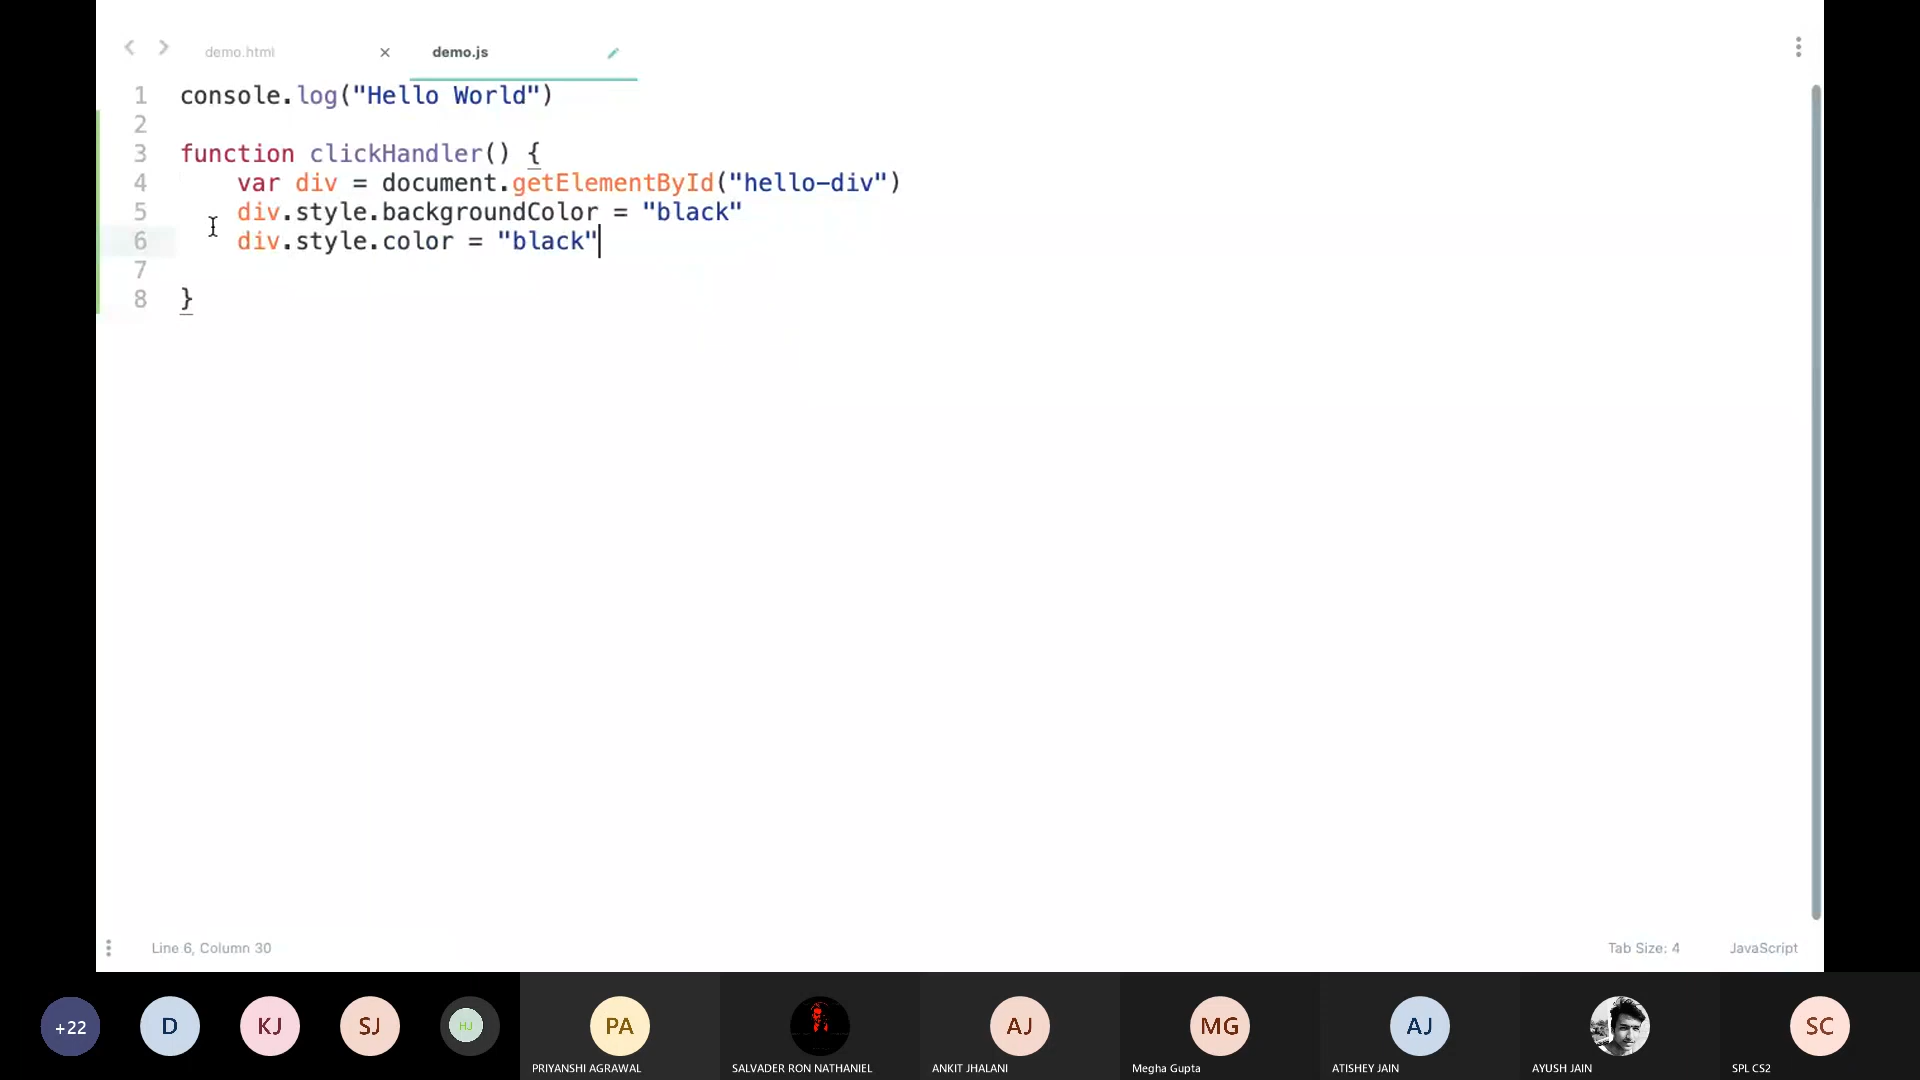 demo.html
demo.js
1 console.log("Hello World")
2
3 function clickHandler() {
4 var div = document.getElementById("hello-div")
5 div.style.backgroundColor = "black"
6 div.style.color = "black"
7
8 }
Line 6, Column 30
Tab Size: 4
JavaScript
+22
D
KJ
SJ
HJ
PA
AJ
MG
AJ
SC
PRIYANSHI AGRAWAL
SALVADER RON NATHANIEL
ANKIT JHALANI
Megha Gupta
ATISHEY JAIN
AYUSH JAIN
SPL CS2